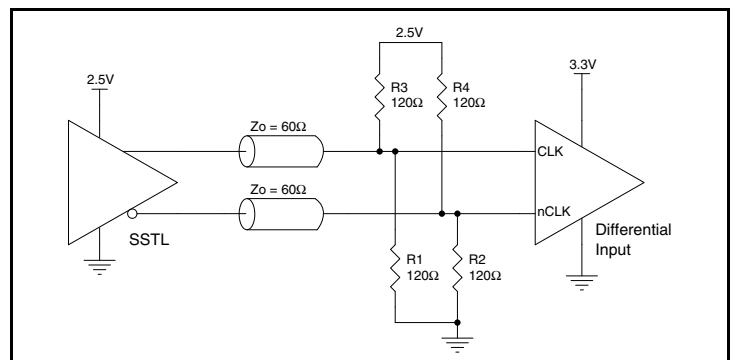 2.5V
3.3V
2.5V
R3
120Ω
R4
120Ω
Zo = 60Ω
CLK
Zo = 60Ω
nCLK
SSTL
Differential
Input
R1
120Ω
R2
120Ω